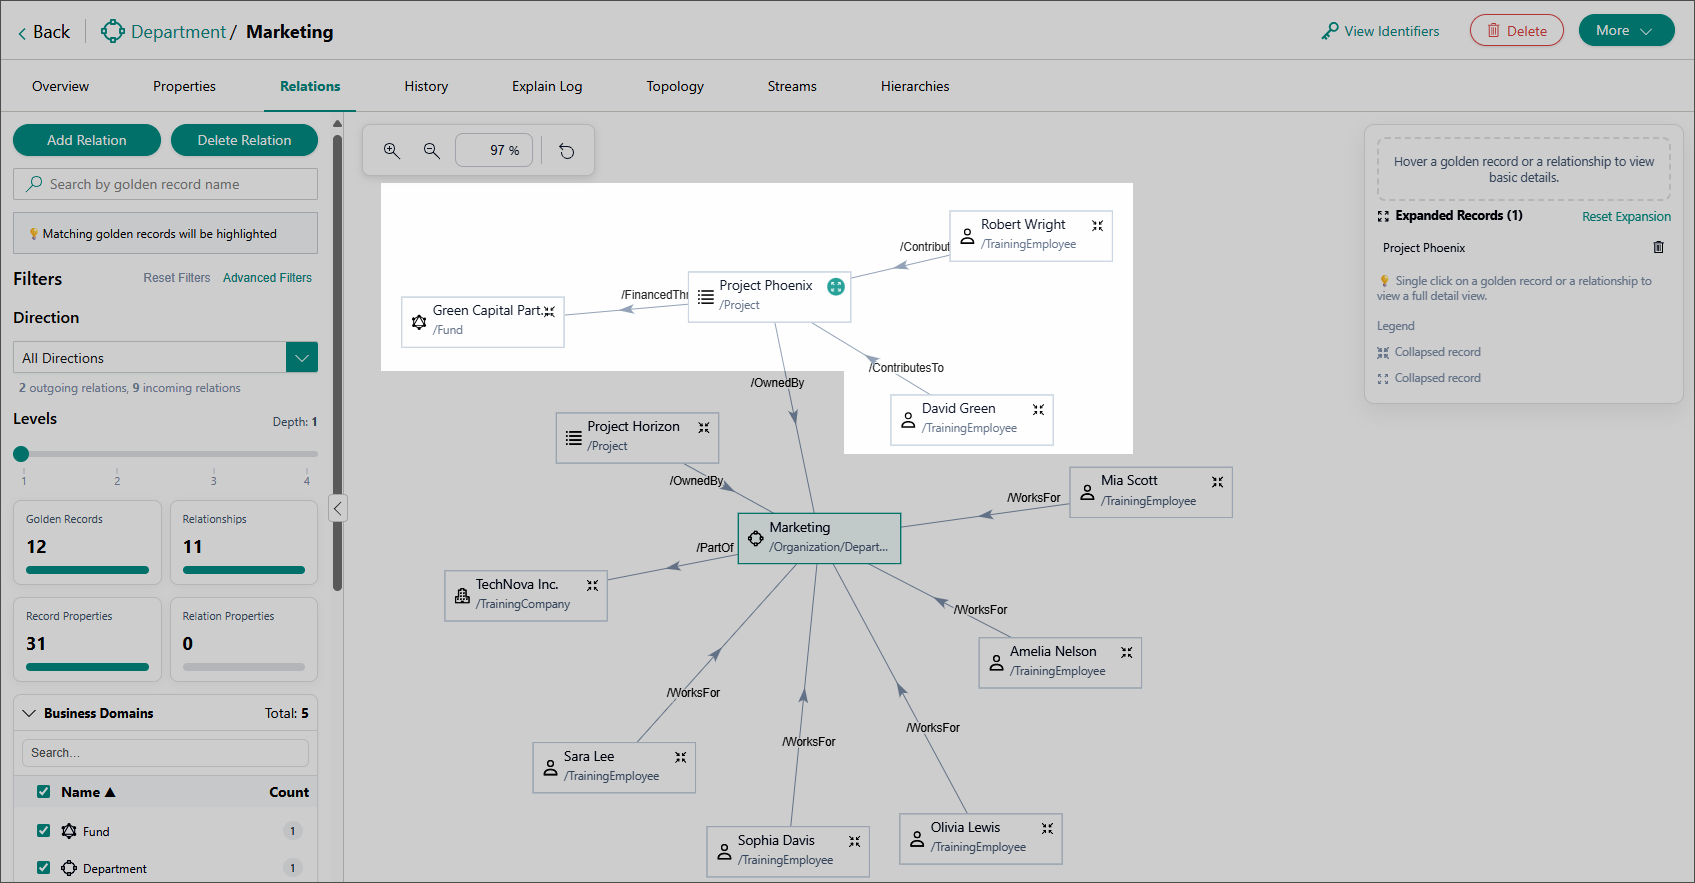 Back
Department / Marketing
View Identifiers
Delete
More
Overview
Properties
Relations
History
Explain Log
Topology
Streams
Hierarchies
Add Relation
Delete Relation
Search by golden record name
Matching golden records will be highlighted
Filters
Reset Filters
Advanced Filters
Direction
All Directions
2 outgoing relations, 9 incoming relations
Levels
Depth: 1
1 2 3 4
Golden Records
12
Relationships
11
Record Properties
31
Relation Properties
0
Business Domains
Total: 5
Search...
Name
Count
Fund
1
Department
1
97 %
Robert Wright
/TrainingEmployee
/Contribut
Project Phoenix
/Project
/FinancedThr
Green Capital Part...
/Fund
/ContributesTo
/OwnedBy
David Green
/TrainingEmployee
Project Horizon
/Project
/OwnedBy
Mia Scott
/TrainingEmployee
/WorksFor
Marketing
/Organization/Depart...
/PartOf
TechNova Inc.
/TrainingCompany
/WorksFor
Amelia Nelson
/TrainingEmployee
/WorksFor
/WorksFor
/WorksFor
Sara Lee
/TrainingEmployee
Sophia Davis
/TrainingEmployee
Olivia Lewis
/TrainingEmployee
Hover a golden record or a relationship to view
basic details.
Expanded Records (1)
Reset Expansion
Project Phoenix
Single click on a golden record or a relationship to
view a full detail view.
Legend
Collapsed record
Collapsed record